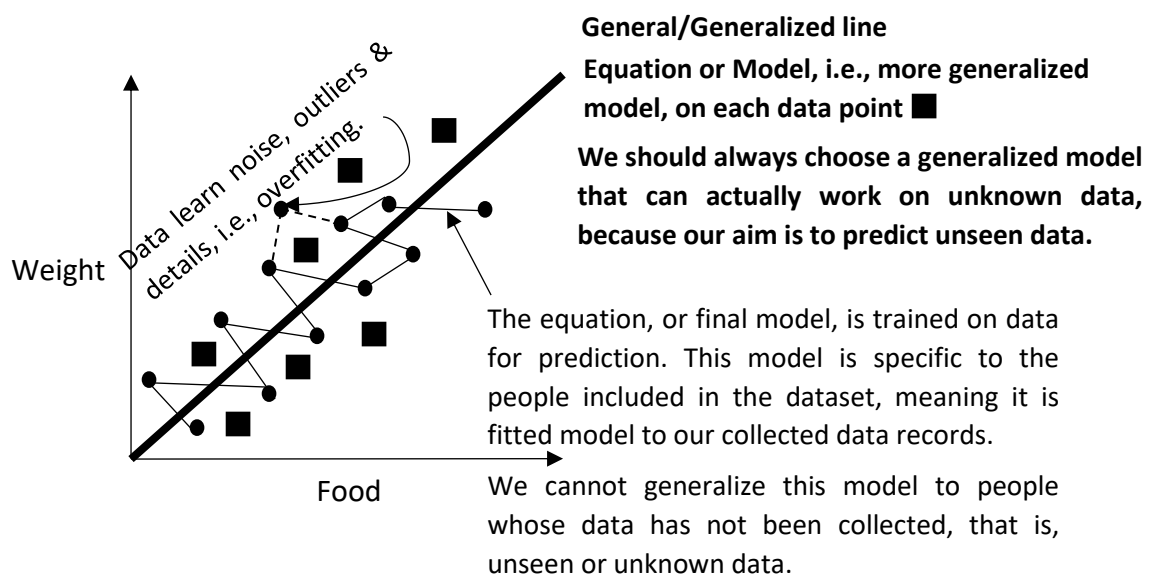 General/Generalized line
Equation or Model, i.e., more generalized
model, on each data point
We should always choose a generalized model
that can actually work on unknown data,
because our aim is to predict unseen data.
Data learn noise, outliers &
details, i.e., overfitting.
Weight
The equation, or final model, is trained on data
for prediction. This model is specific to the
people included in the dataset, meaning it is
fitted model to our collected data records.
Food
We cannot generalize this model to people
whose data has not been collected, that is,
unseen or unknown data.